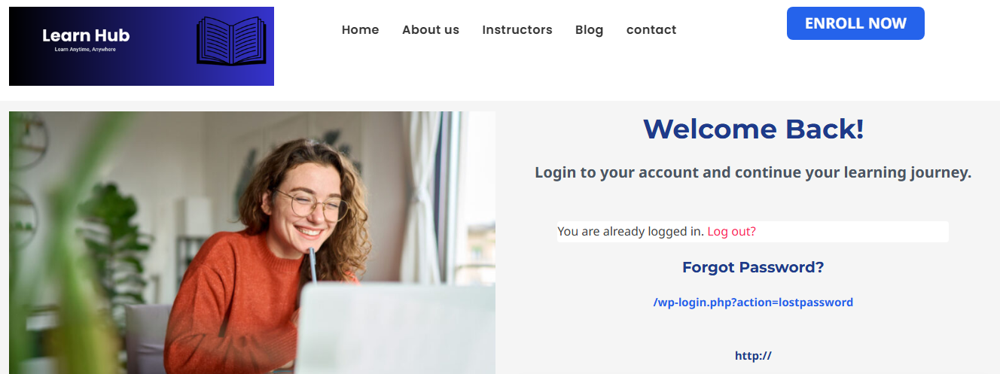 Learn Hub
Learn Anytime, Anywhere
Home About us Instructors Blog contact
ENROLL NOW
Welcome Back!
Login to your account and continue your learning journey.
You are already logged in. Log out?
Forgot Password?
/wp-login.php?action=lostpassword
http://